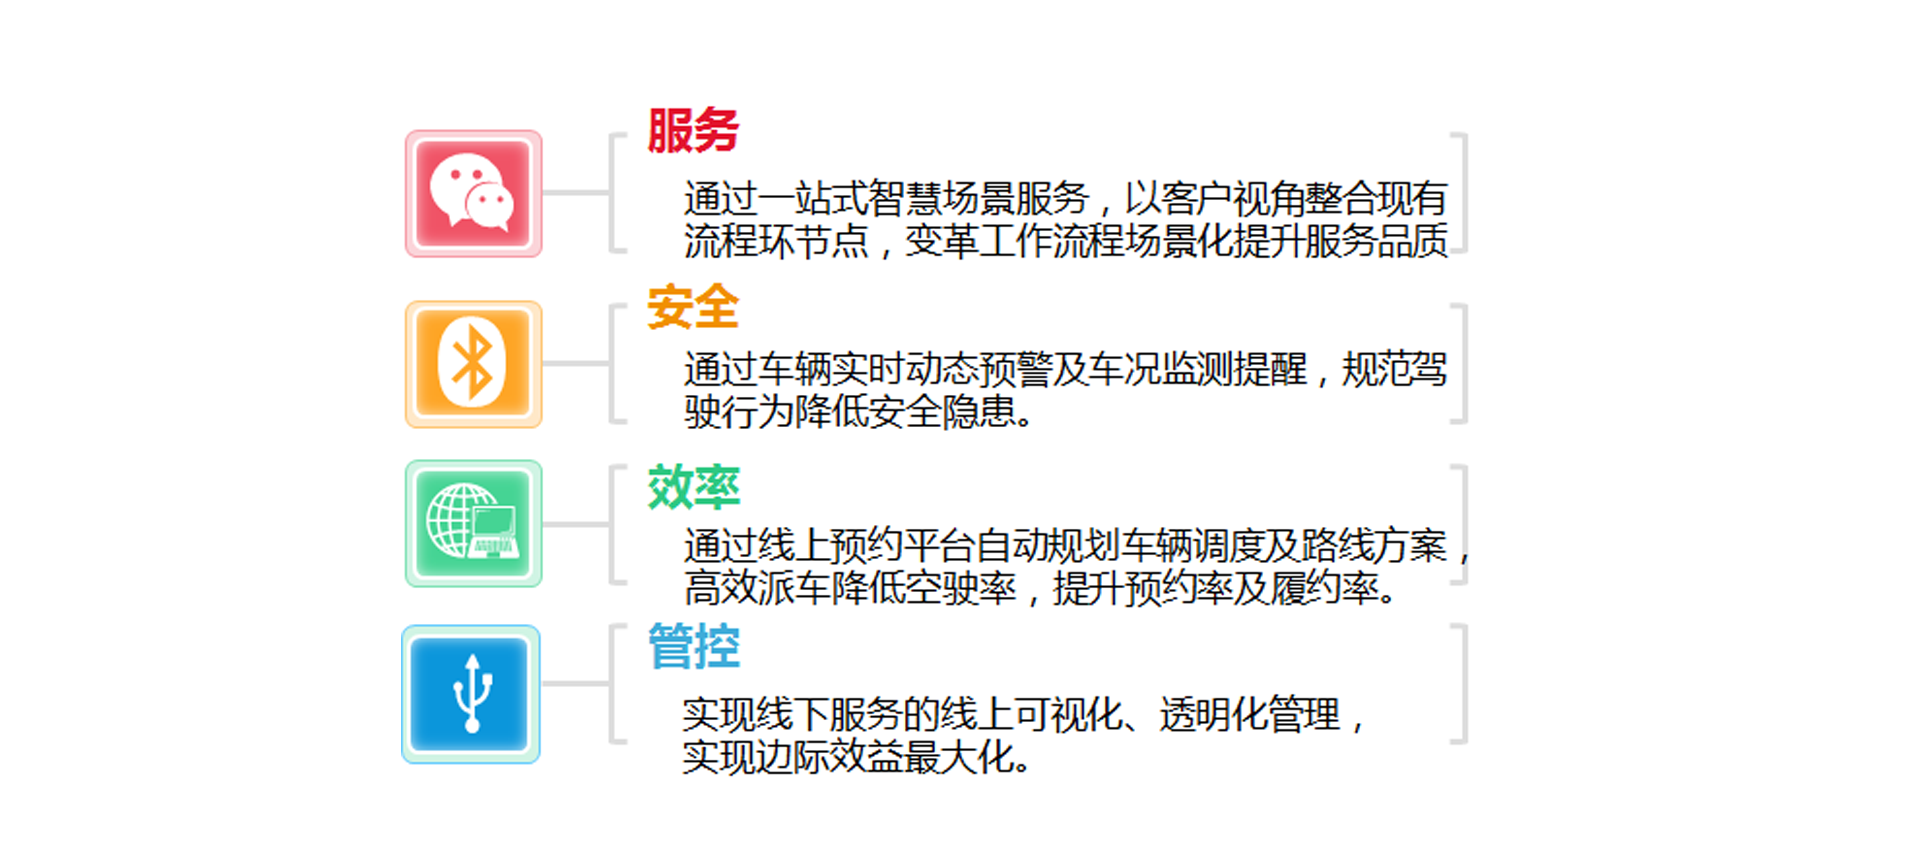 服务
通过一站式智慧场景服务，以客户视角整合现有
流程环节点，变革工作流程场景化提升服务品质
安全
通过车辆实时动态预警及车况监测提醒，规范驾
驶行为降低安全隐患。
效率
通过线上预约平台自动规划车辆调度及路线方案，
高效派车降低空驶率，提升预约率及履约率。
管控
实现线下服务的线上可视化、透明化管理，
实现边际效益最大化。